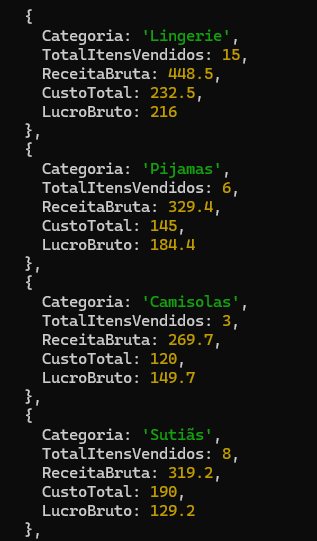 {
Categoria: 'Lingerie',
TotalItensVendidos: 15,
ReceitaBruta: 448.5,
CustoTotal: 232.5,
LucroBruto: 216
},
{
Categoria: 'Pijamas',
TotalItensVendidos: 6,
ReceitaBruta: 329.4,
CustoTotal: 145,
LucroBruto: 184.4
},
{
Categoria: 'Camisolas',
TotalItensVendidos: 3,
ReceitaBruta: 269.7,
CustoTotal: 120,
LucroBruto: 149.7
},
{
Categoria: 'Sutiãs',
TotalItensVendidos: 8,
ReceitaBruta: 319.2,
CustoTotal: 190,
LucroBruto: 129.2
},